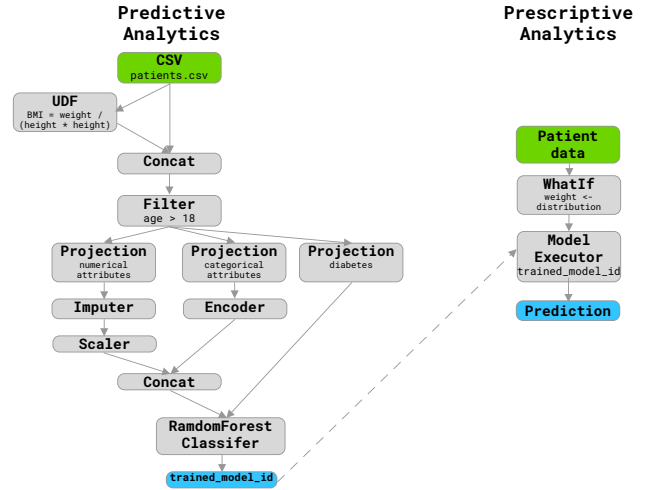 Predictive
Analytics
CSV
patients.csv
UDF
BMI = weight /
(height * height)
Concat
Filter
age > 18
Projection
numerical
attributes
Projection
categorical
attributes
Projection
diabetes
Imputer
Encoder
Scaler
Concat
RamdomForest
Classifer
trained_model_id
Prescriptive
Analytics
Patient
data
WhatIf
weight <-
distribution
Model
Executor
trained_model_id
Prediction